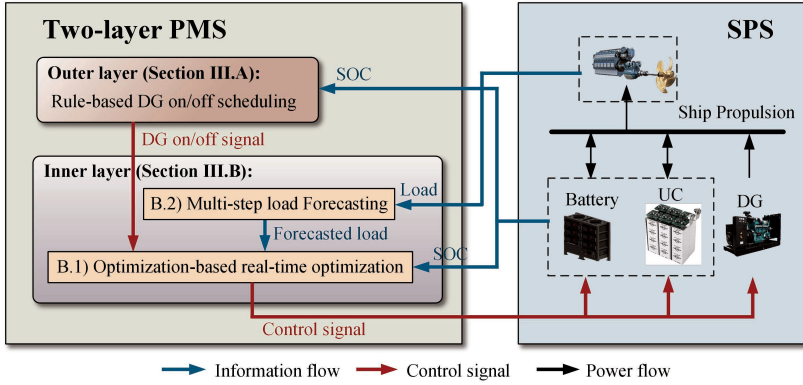 Two-layer PMS
SPS
Outer layer (Section III.A):
Rule-based DG on/off scheduling
SOC
DG on/off signal
Ship Propulsion
Inner layer (Section III.B):
Load
B.2) Multi-step load Forecasting
Forecasted load
SOC
B.1) Optimization-based real-time optimization
Control signal
Battery
UC
DG
Information flow
Control signal
Power flow